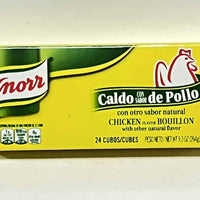 Knorr
Caldo CON SABOR de Pollo
con otro sabor natural
CHICKEN FLAVOR BOUILLON
with other natural flavor
24 CUBOS/CUBES PESO NETO/NET WT 9.3 OZ (264g)